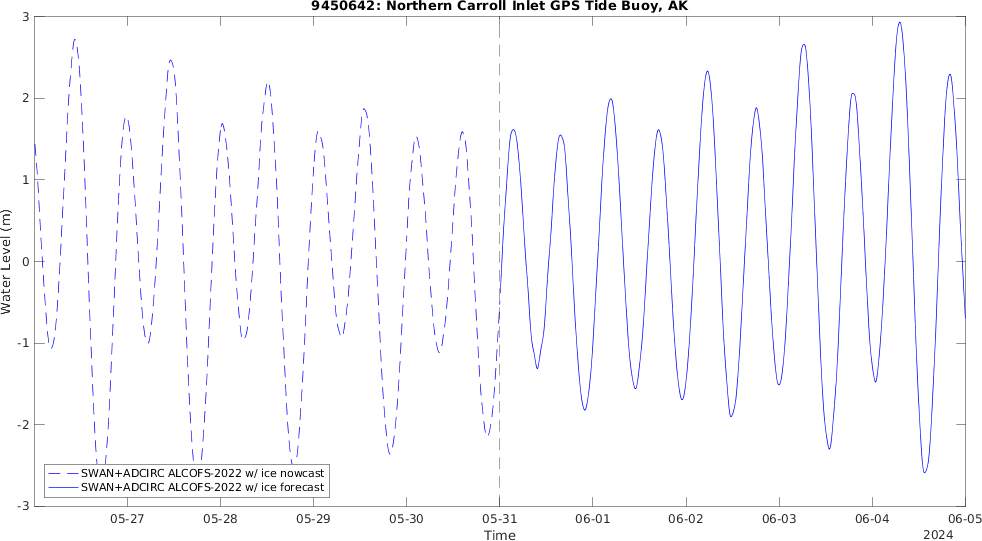 9450642: Northern Carroll Inlet GPS Tide Buoy, AK
3
2
1
0
-1
-2
-3
Water Level (m)
SWAN+ADCIRC ALCOFS-2022 w/ ice nowcast
SWAN+ADCIRC ALCOFS-2022 w/ ice forecast
05-27 05-28 05-29 05-30 05-31 06-01 06-02 06-03 06-04 06-05
Time 2024